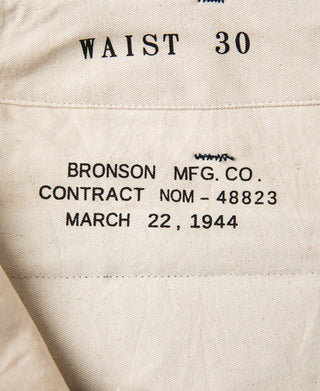 WAIST 30
BRONSON MFG. CO.
CONTRACT NOM - 48823
MARCH 22, 1944